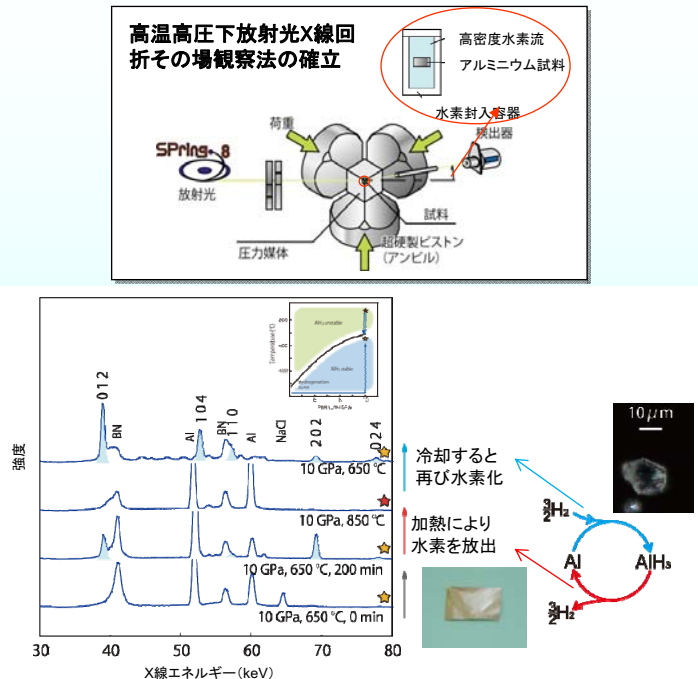 高温高圧下放射光X線回
折その場観察法の確立
高密度水素流
アルミニウム試料
水素封入容器
荷重
検出器
SPring-8
放射光
試料
圧力媒体
超硬製ピストン
(アンビル)
AlH₃ unstable
AlH₃ stable
Temperature (°C)
012
BN
Al
104
BN
110
Al
NaCl
202
024
10 GPa, 650 °C
10 GPa, 850 °C
10 GPa, 650 °C, 200 min
10 GPa, 650 °C, 0 min
強度
30 40 50 60 70 80
X線エネルギー(keV)
冷却すると
再び水素化
加熱により
水素を放出
10 μm
3/2H₂
Al
AlH₃
3/2H₂